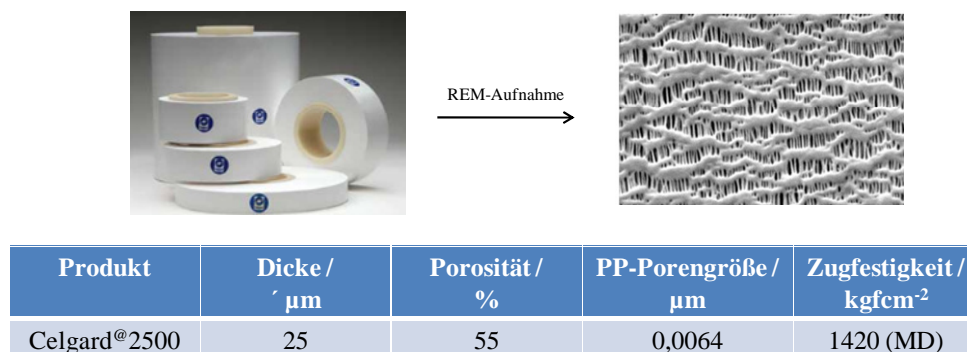 REM-Aufnahme
Produkt Dicke / Porosität / PP-Porengröße / Zugfestigkeit /
´ µm % µm kgfcm-2
Celgard@2500 25 55 0,0064 1420 (MD)